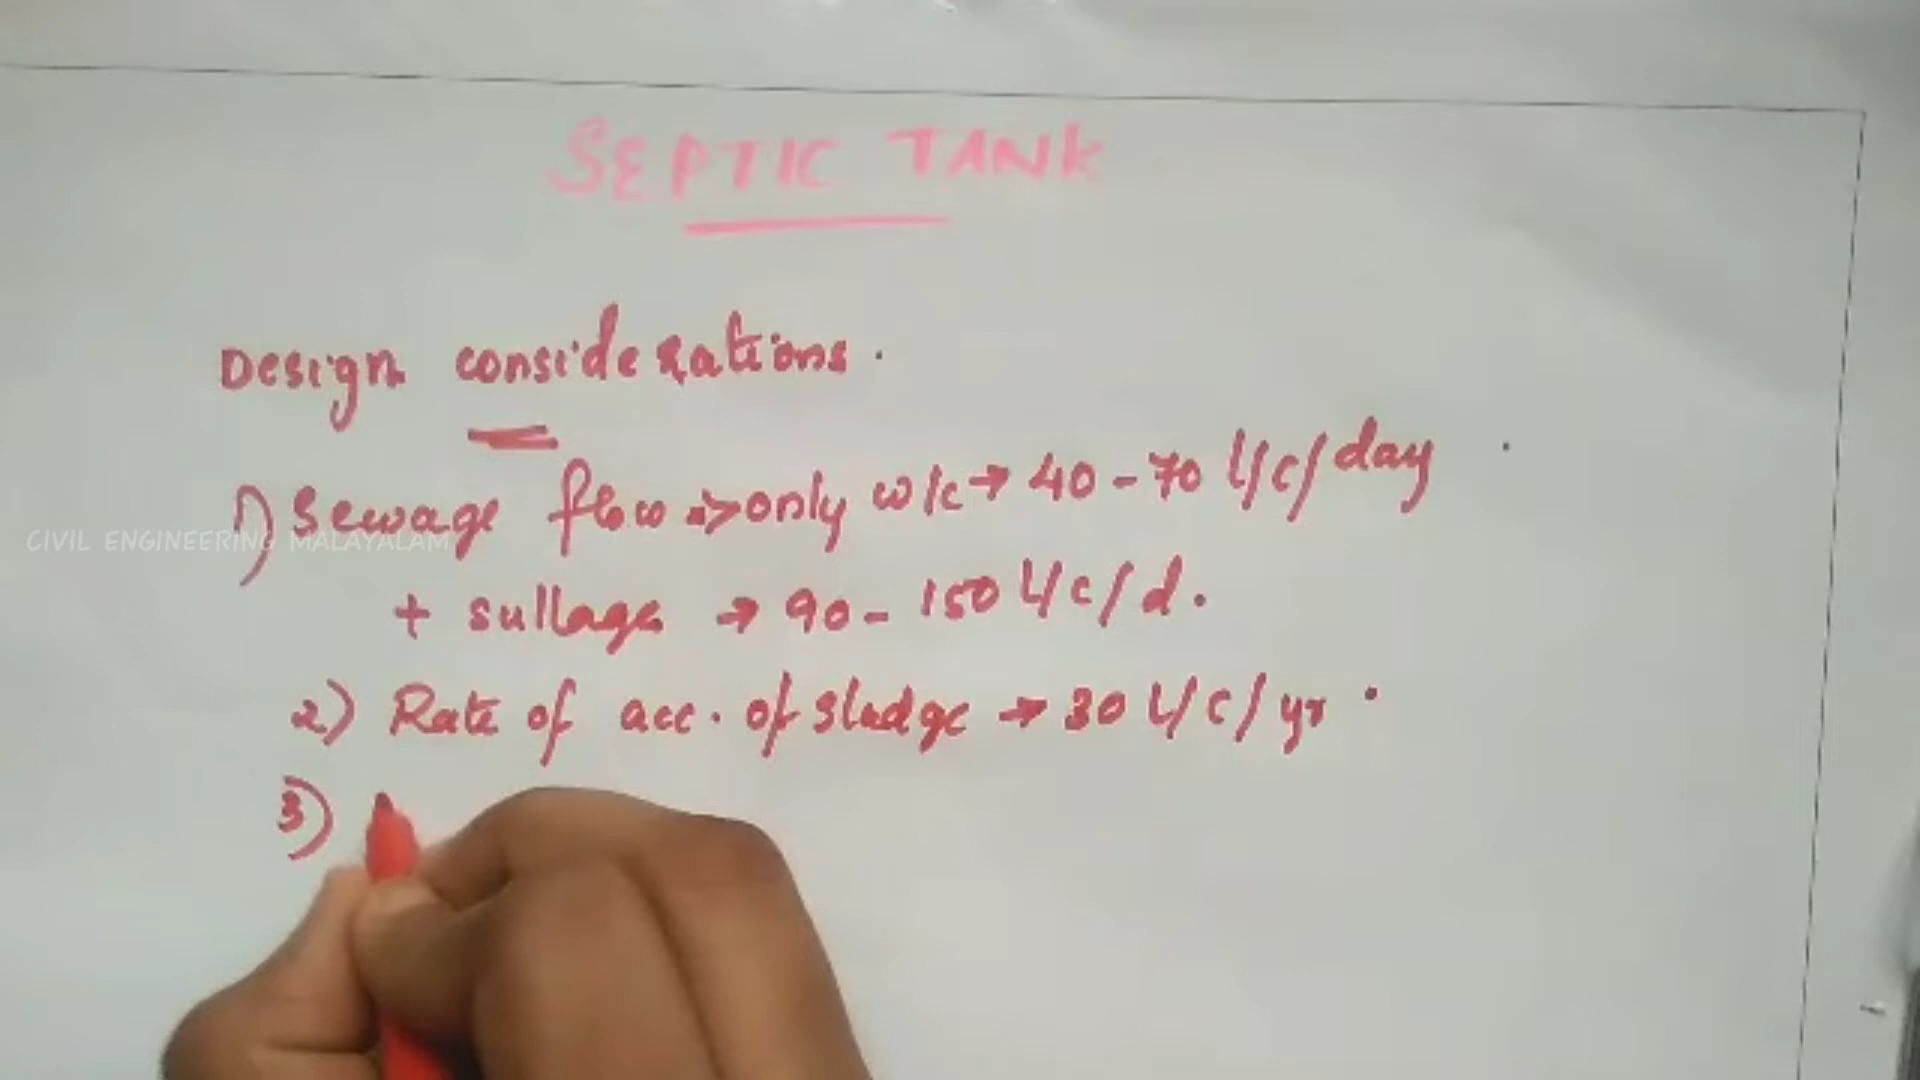 SEPTIC TANK
Design considerations.
1) Sewage flow => only w/c → 40 - 70 l/c/day
CIVIL ENGINEERING MALAYALAM
+ sullage → 90 - 150 l/c/d.
2) Rate of acc. of sludge → 30 l/c/yr.
3)